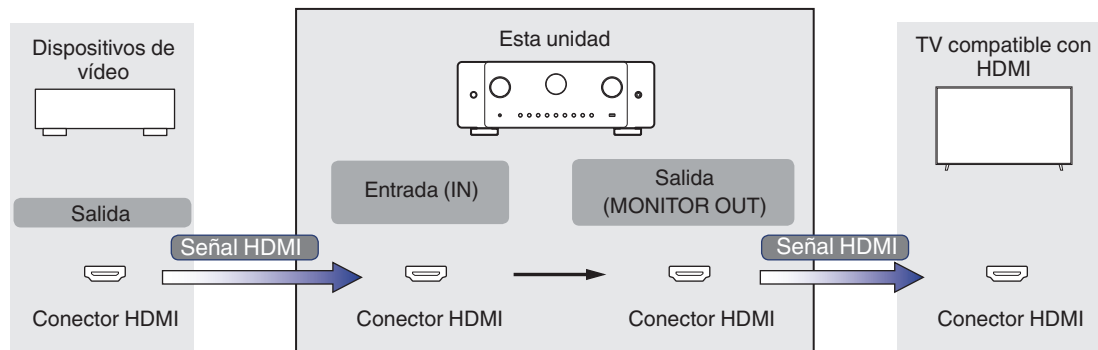 Dispositivos de
vídeo
Esta unidad
TV compatible con
HDMI
Salida
Entrada (IN)
Salida
(MONITOR OUT)
Señal HDMI
Señal HDMI
Conector HDMI
Conector HDMI
Conector HDMI
Conector HDMI